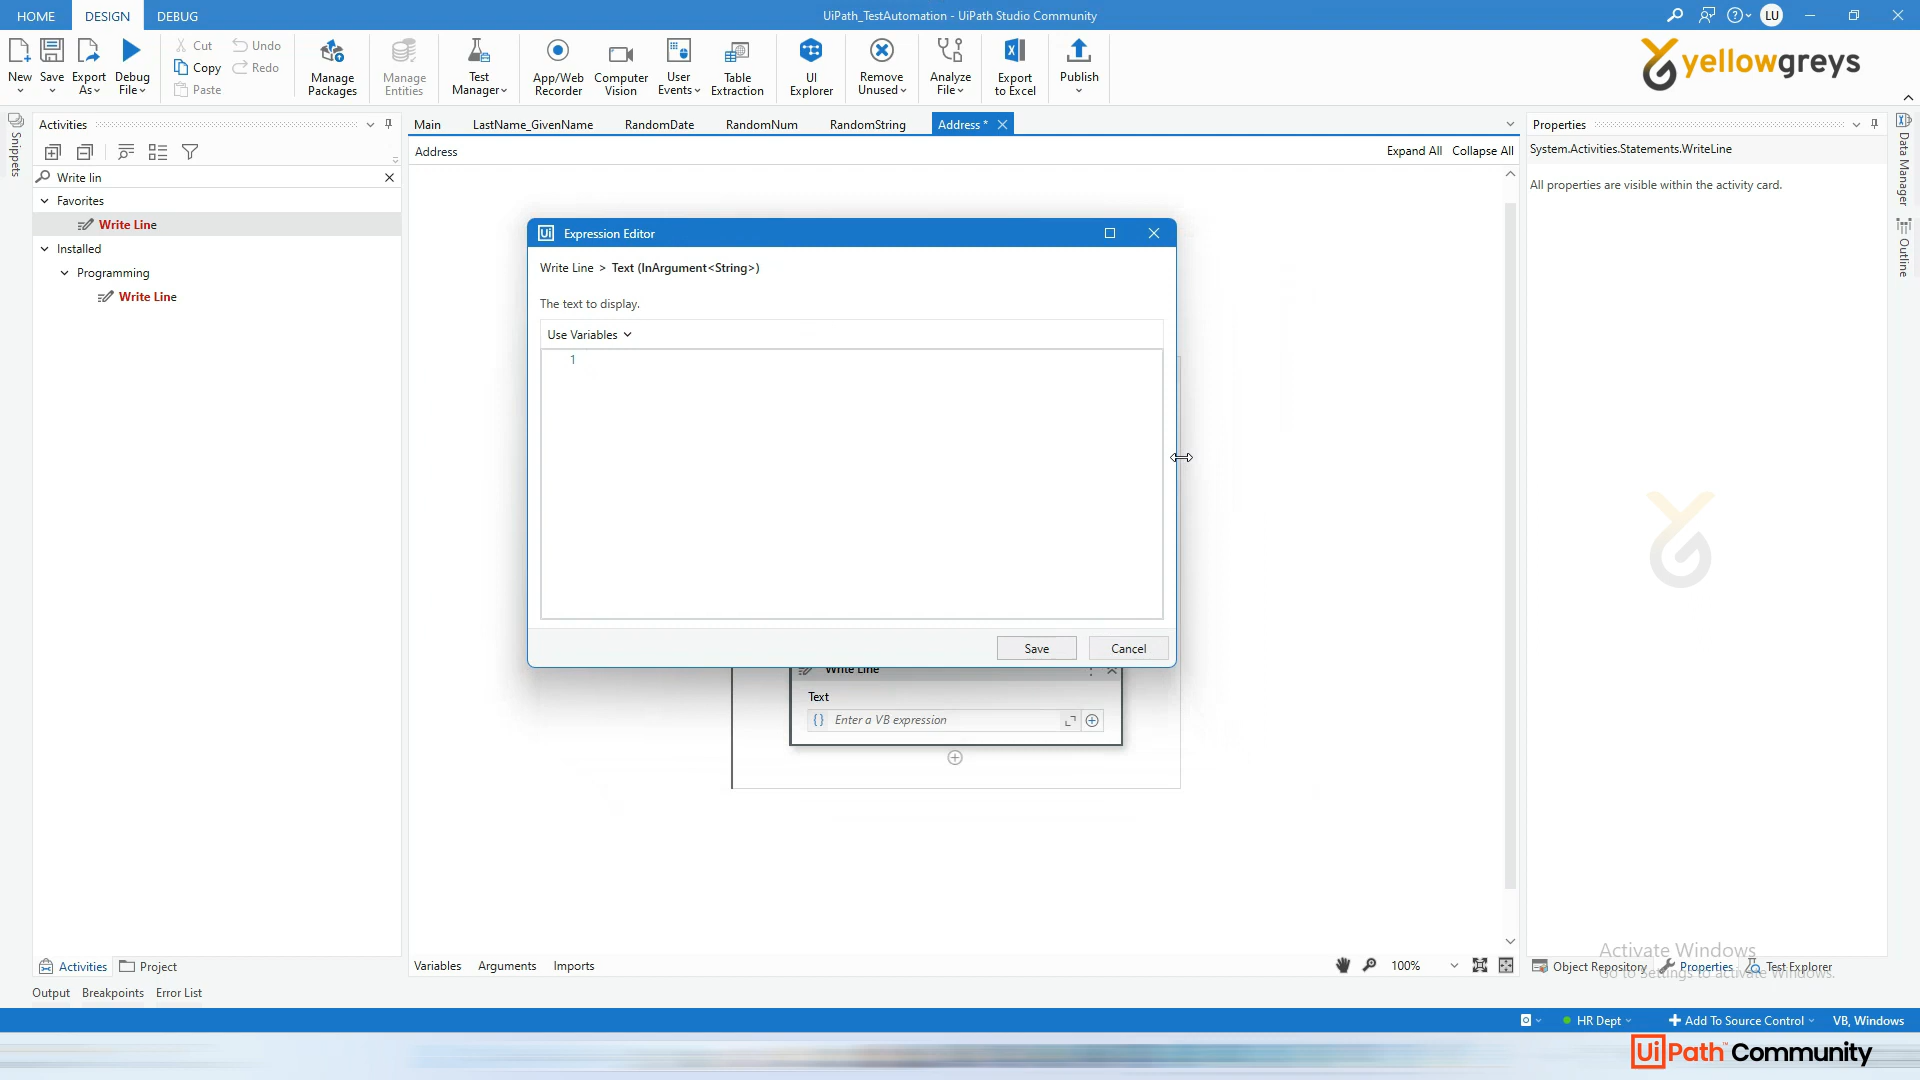 HOME
DESIGN
DEBUG
UiPath_TestAutomation - UiPath Studio Community
LU
New
Save
Export As
Debug File
Cut
Copy
Paste
Undo
Redo
Manage Packages
Manage Entities
Test Manager
App/Web Recorder
Computer Vision
User Events
Table Extraction
UI Explorer
Remove Unused
Analyze File
Export to Excel
Publish
yellowgreys
Snippets
Activities
Write lin
Favorites
Write Line
Installed
Programming
Write Line
Main
LastName_GivenName
RandomDate
RandomNum
RandomString
Address *
Address
Expand All
Collapse All
Ui
Expression Editor
Write Line > Text (InArgument<String>)
The text to display.
Use Variables
1
Save
Cancel
Write Line
Text
{} Enter a VB expression
Properties
System.Activities.Statements.WriteLine
All properties are visible within the activity card.
Data Manager
Outline
Activate Windows
Go to Settings to activate Windows.
Activities
Project
Variables
Arguments
Imports
100%
Object Repository
Properties
Test Explorer
Output
Breakpoints
Error List
HR Dept
Add To Source Control
VB, Windows
UiPath™ Community